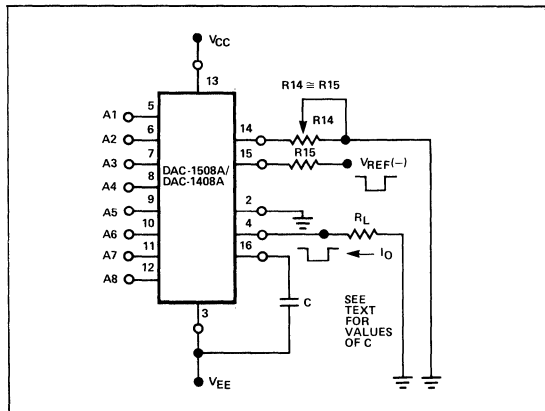 VCC
13
R14 ≅ R15
A1 5
14 R14
A2 6
15 R15
VREF(−)
A3 7
DAC-1508A/
DAC-1408A
A4 8
A5 9
2
A6 10
4
RL
A7 11
16
IO
A8 12
C
3
SEE
TEXT
FOR
VALUES
OF C
VEE